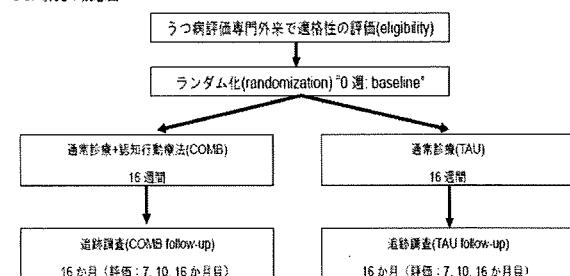 うつ病評価専門外来で適格性の評価(eligibility)
ランダム化(randomization) "0 週: baseline"
通常診療+認知行動療法(COMB)
16 週間
通常診療(TAU)
16 週間
追跡調査(COMB follow-up)
16 か月（評価：7, 10, 16 か月目）
追跡調査(TAU follow-up)
16 か月（評価：7, 10, 16 か月目）